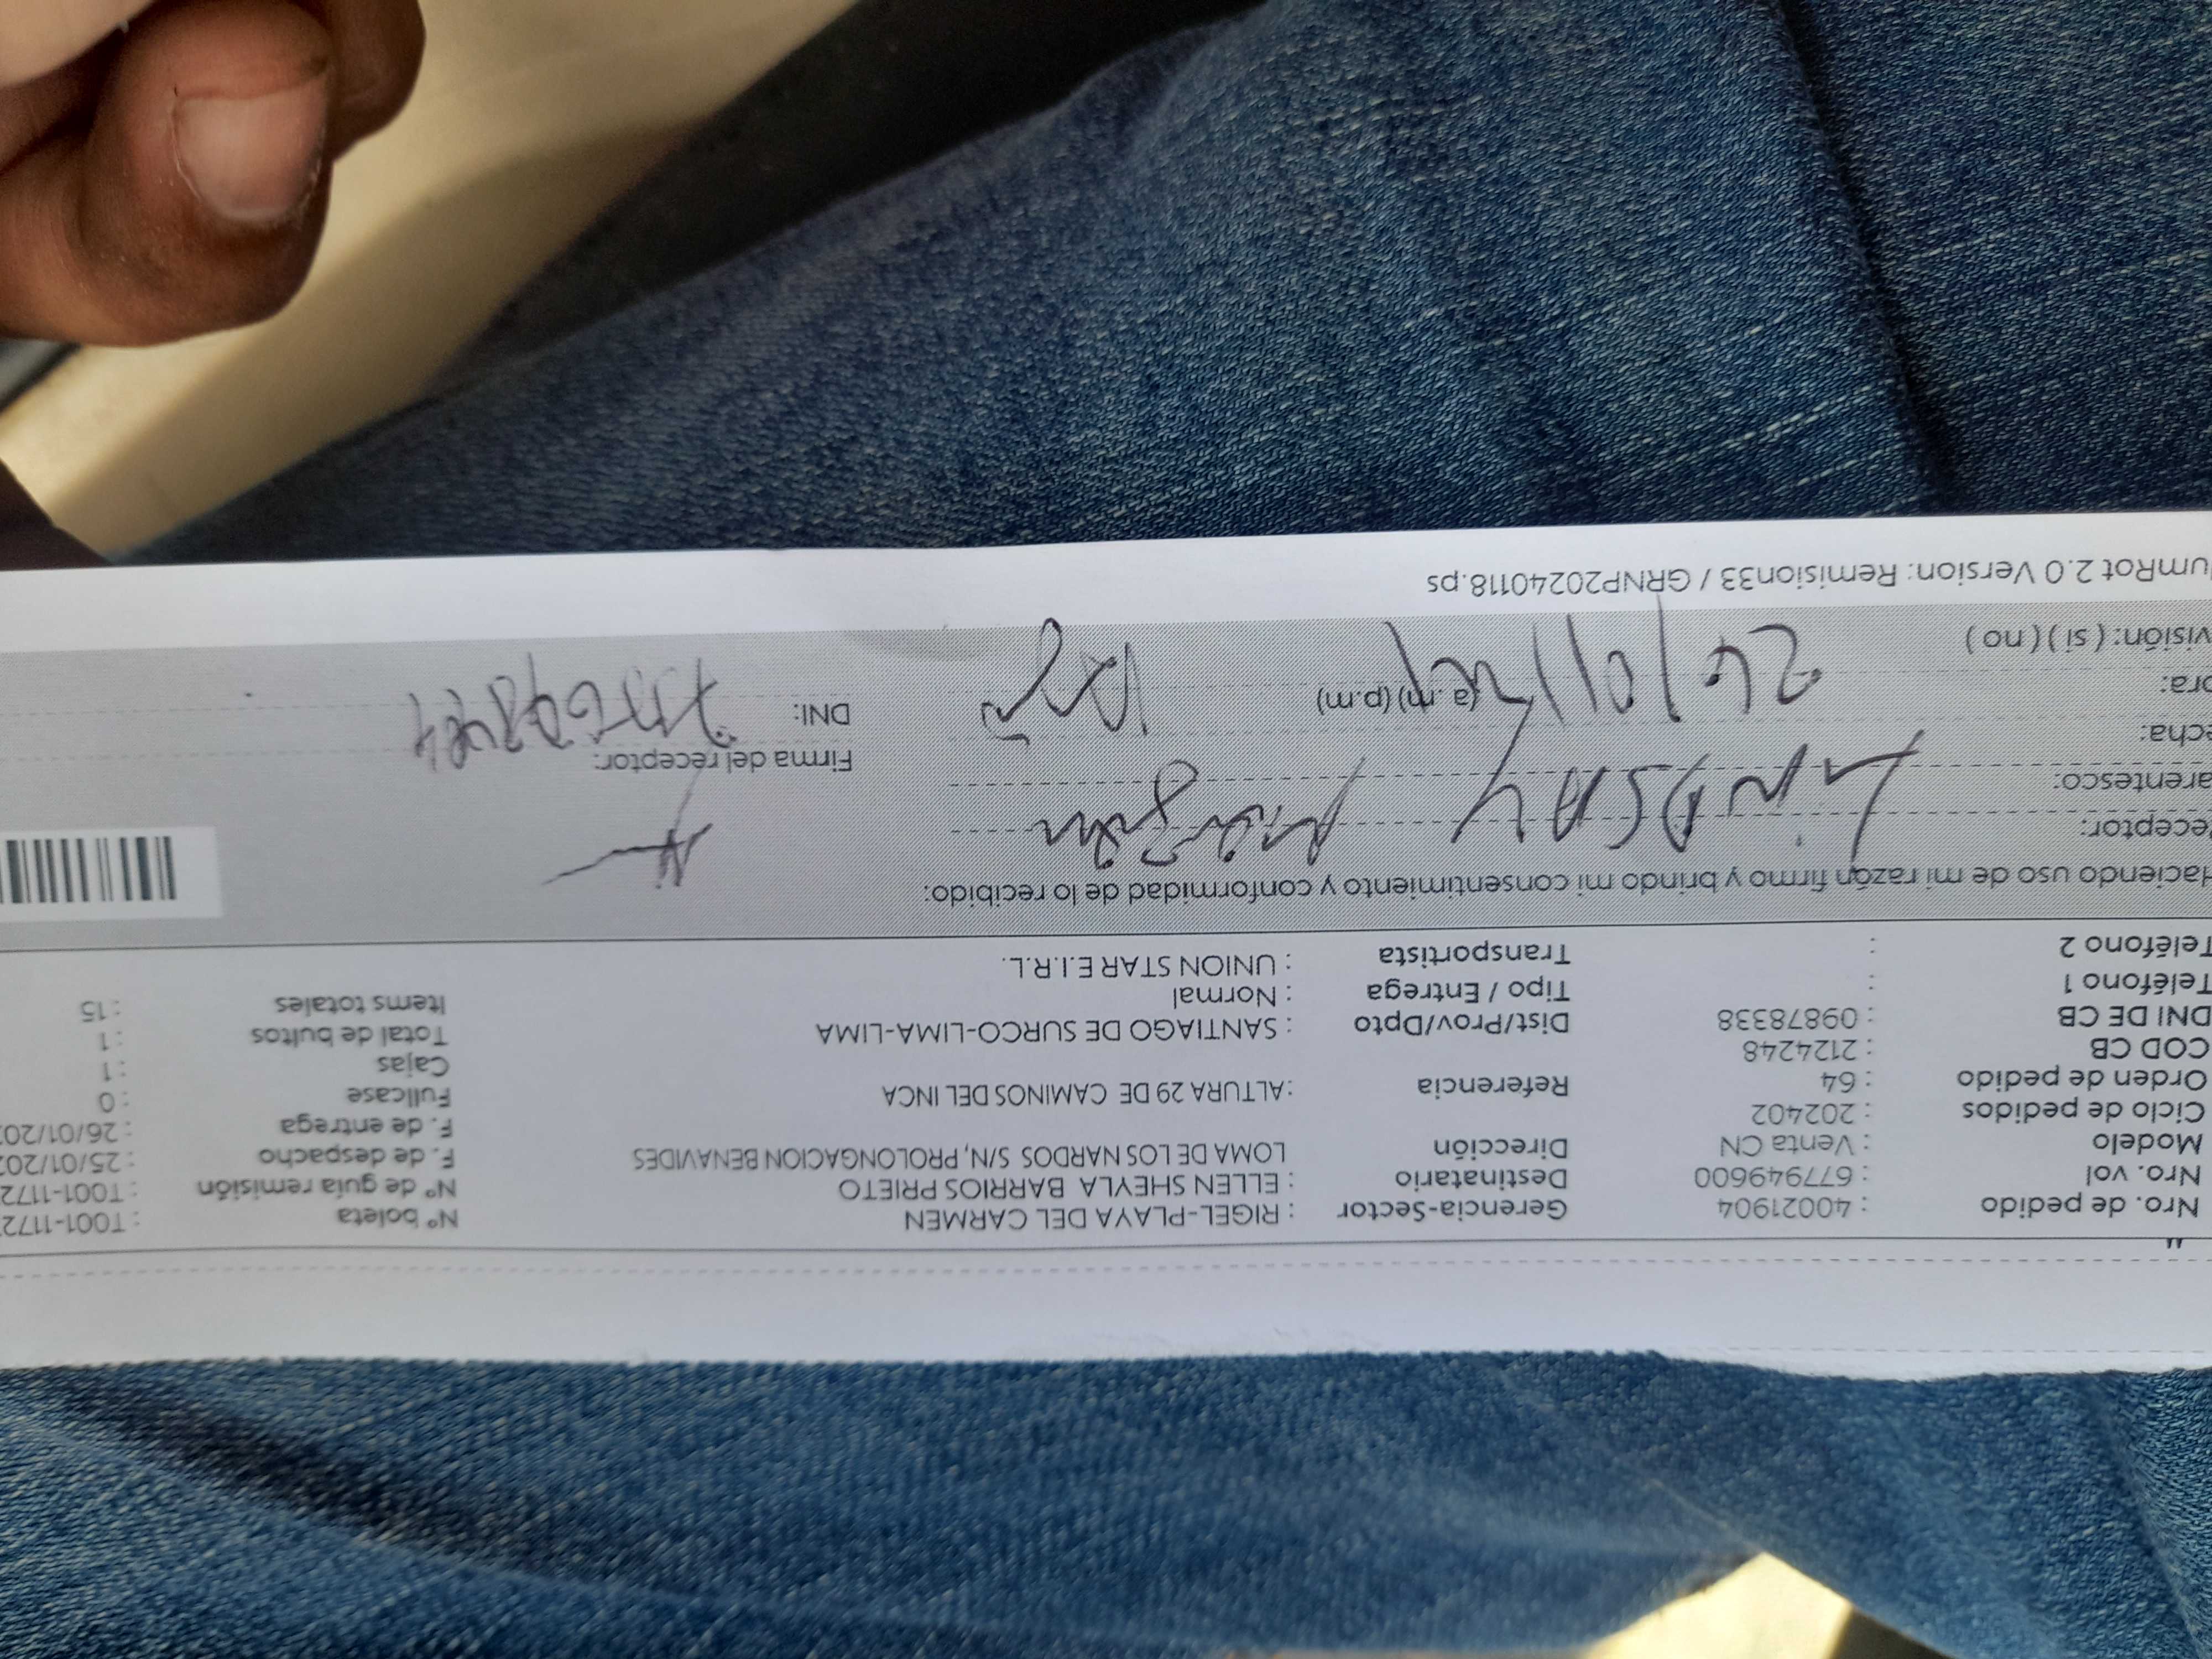 Nro. de pedido : 40021904 Gerencia-Sector : RIGEL-PLAYA DEL CARMEN Nº boleta : T001-1172
Nro. vol : 677949600 Destinatario : ELLEN SHEYLA BARRIOS PRIETO Nº de guía remisión : T001-1172
Modelo : Venta CN Dirección LOMA DE LOS NARDOS S/N, PROLONGACION BENAVIDES F. de despacho : 25/01/202
Ciclo de pedidos : 202402 F. de entrega : 26/01/202
Orden de pedido : 64 Referencia : ALTURA 29 DE CAMINOS DEL INCA Fullcase : 0
COD CB : 2124248 Cajas : 1
DNI DE CB : 09878338 Dist/Prov/Dpto : SANTIAGO DE SURCO-LIMA-LIMA Total de bultos : 1
Teléfono 1 : Tipo / Entrega : Normal Items totales : 15
Teléfono 2 : Transportista : UNION STAR E.I.R.L.
Haciendo uso de mi razón firmo y brindo mi consentimiento y conformidad de lo recibido:
eceptor: LINDSAY
arentesco: Firma del receptor:
echa: DNI:
ora: 26/01/24 (a.m) (p.m)
visión: ( si ) ( no )
umRot 2.0 Version: Remision33 / GRNP20240118.ps